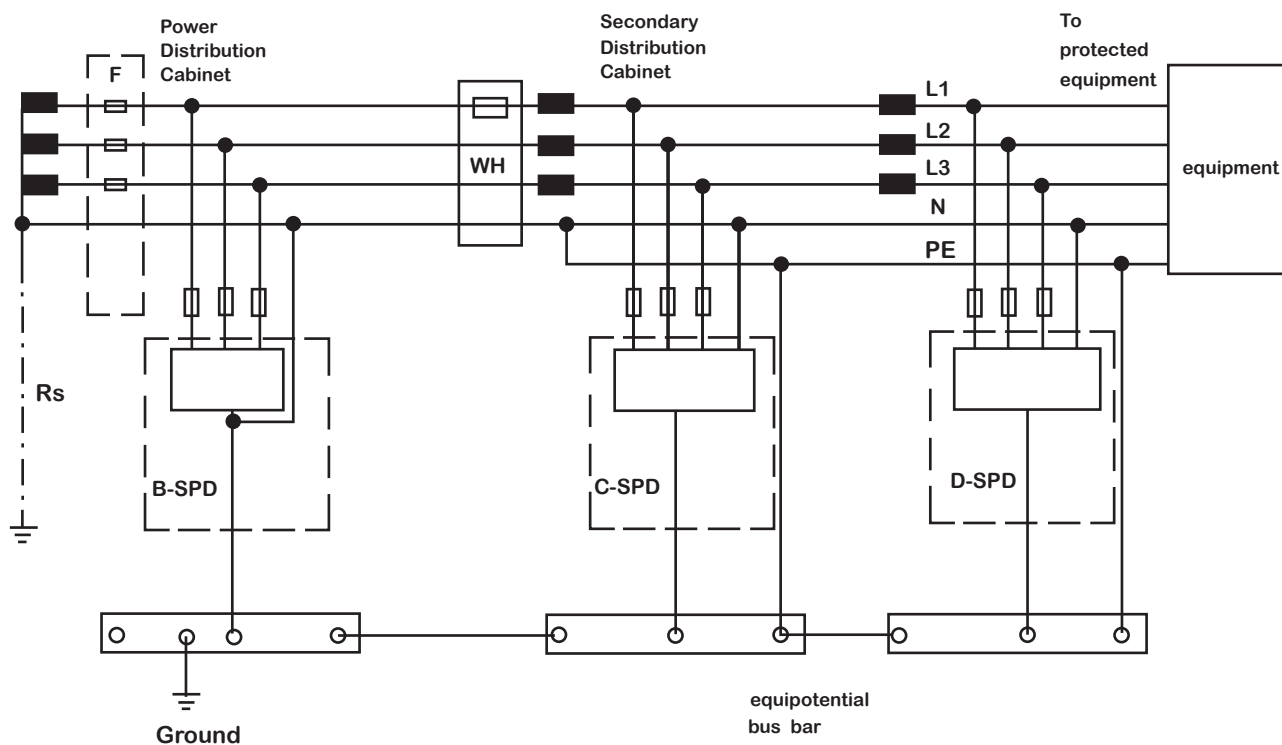 Power
Distribution
Cabinet
Secondary
Distribution
Cabinet
To
protected
equipment
F
L1
L2
L3
N
PE
WH
equipment
Rs
B-SPD
C-SPD
D-SPD
Ground
equipotential
bus bar